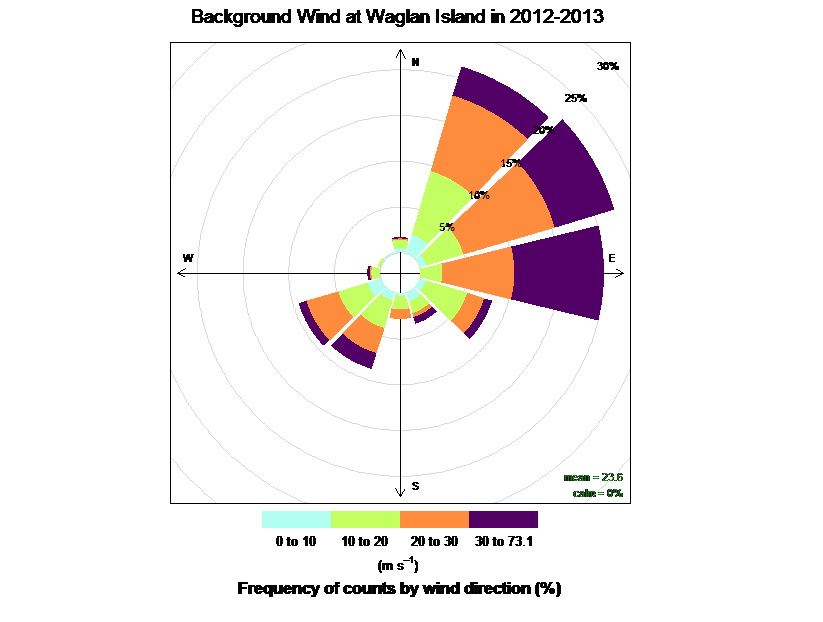 Background Wind at Waglan Island in 2012-2013
N
30%
25%
20%
15%
10%
5%
W
E
S
mean = 23.6
calm = 0%
0 to 10 10 to 20 20 to 30 30 to 73.1
(m s⁻¹)
Frequency of counts by wind direction (%)